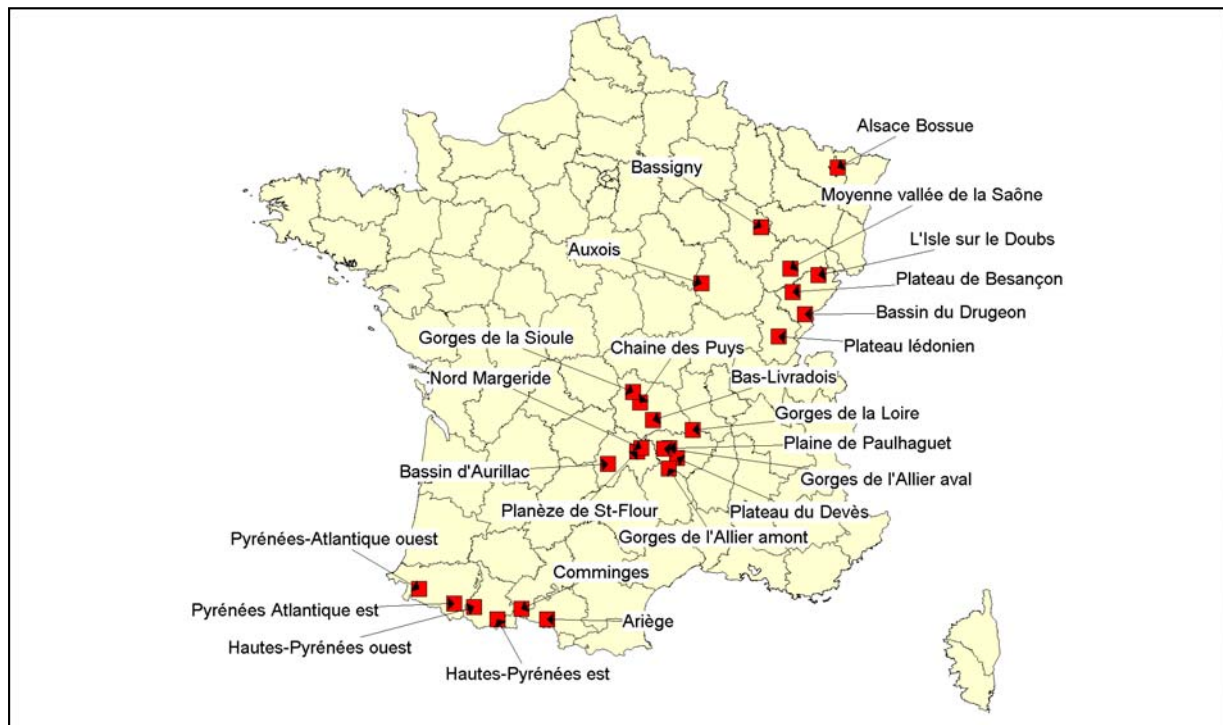 Alsace Bossue
Bassigny
Moyenne vallée de la Saône
L'Isle sur le Doubs
Auxois
Plateau de Besançon
Bassin du Drugeon
Gorges de la Sioule
Chaine des Puys
Plateau lédonien
Nord Margeride
Bas-Livradois
Gorges de la Loire
Plaine de Paulhaguet
Bassin d'Aurillac
Gorges de l'Allier aval
Planèze de St-Flour
Plateau du Devès
Gorges de l'Allier amont
Pyrénées-Atlantique ouest
Comminges
Pyrénées Atlantique est
Ariège
Hautes-Pyrénées ouest
Hautes-Pyrénées est